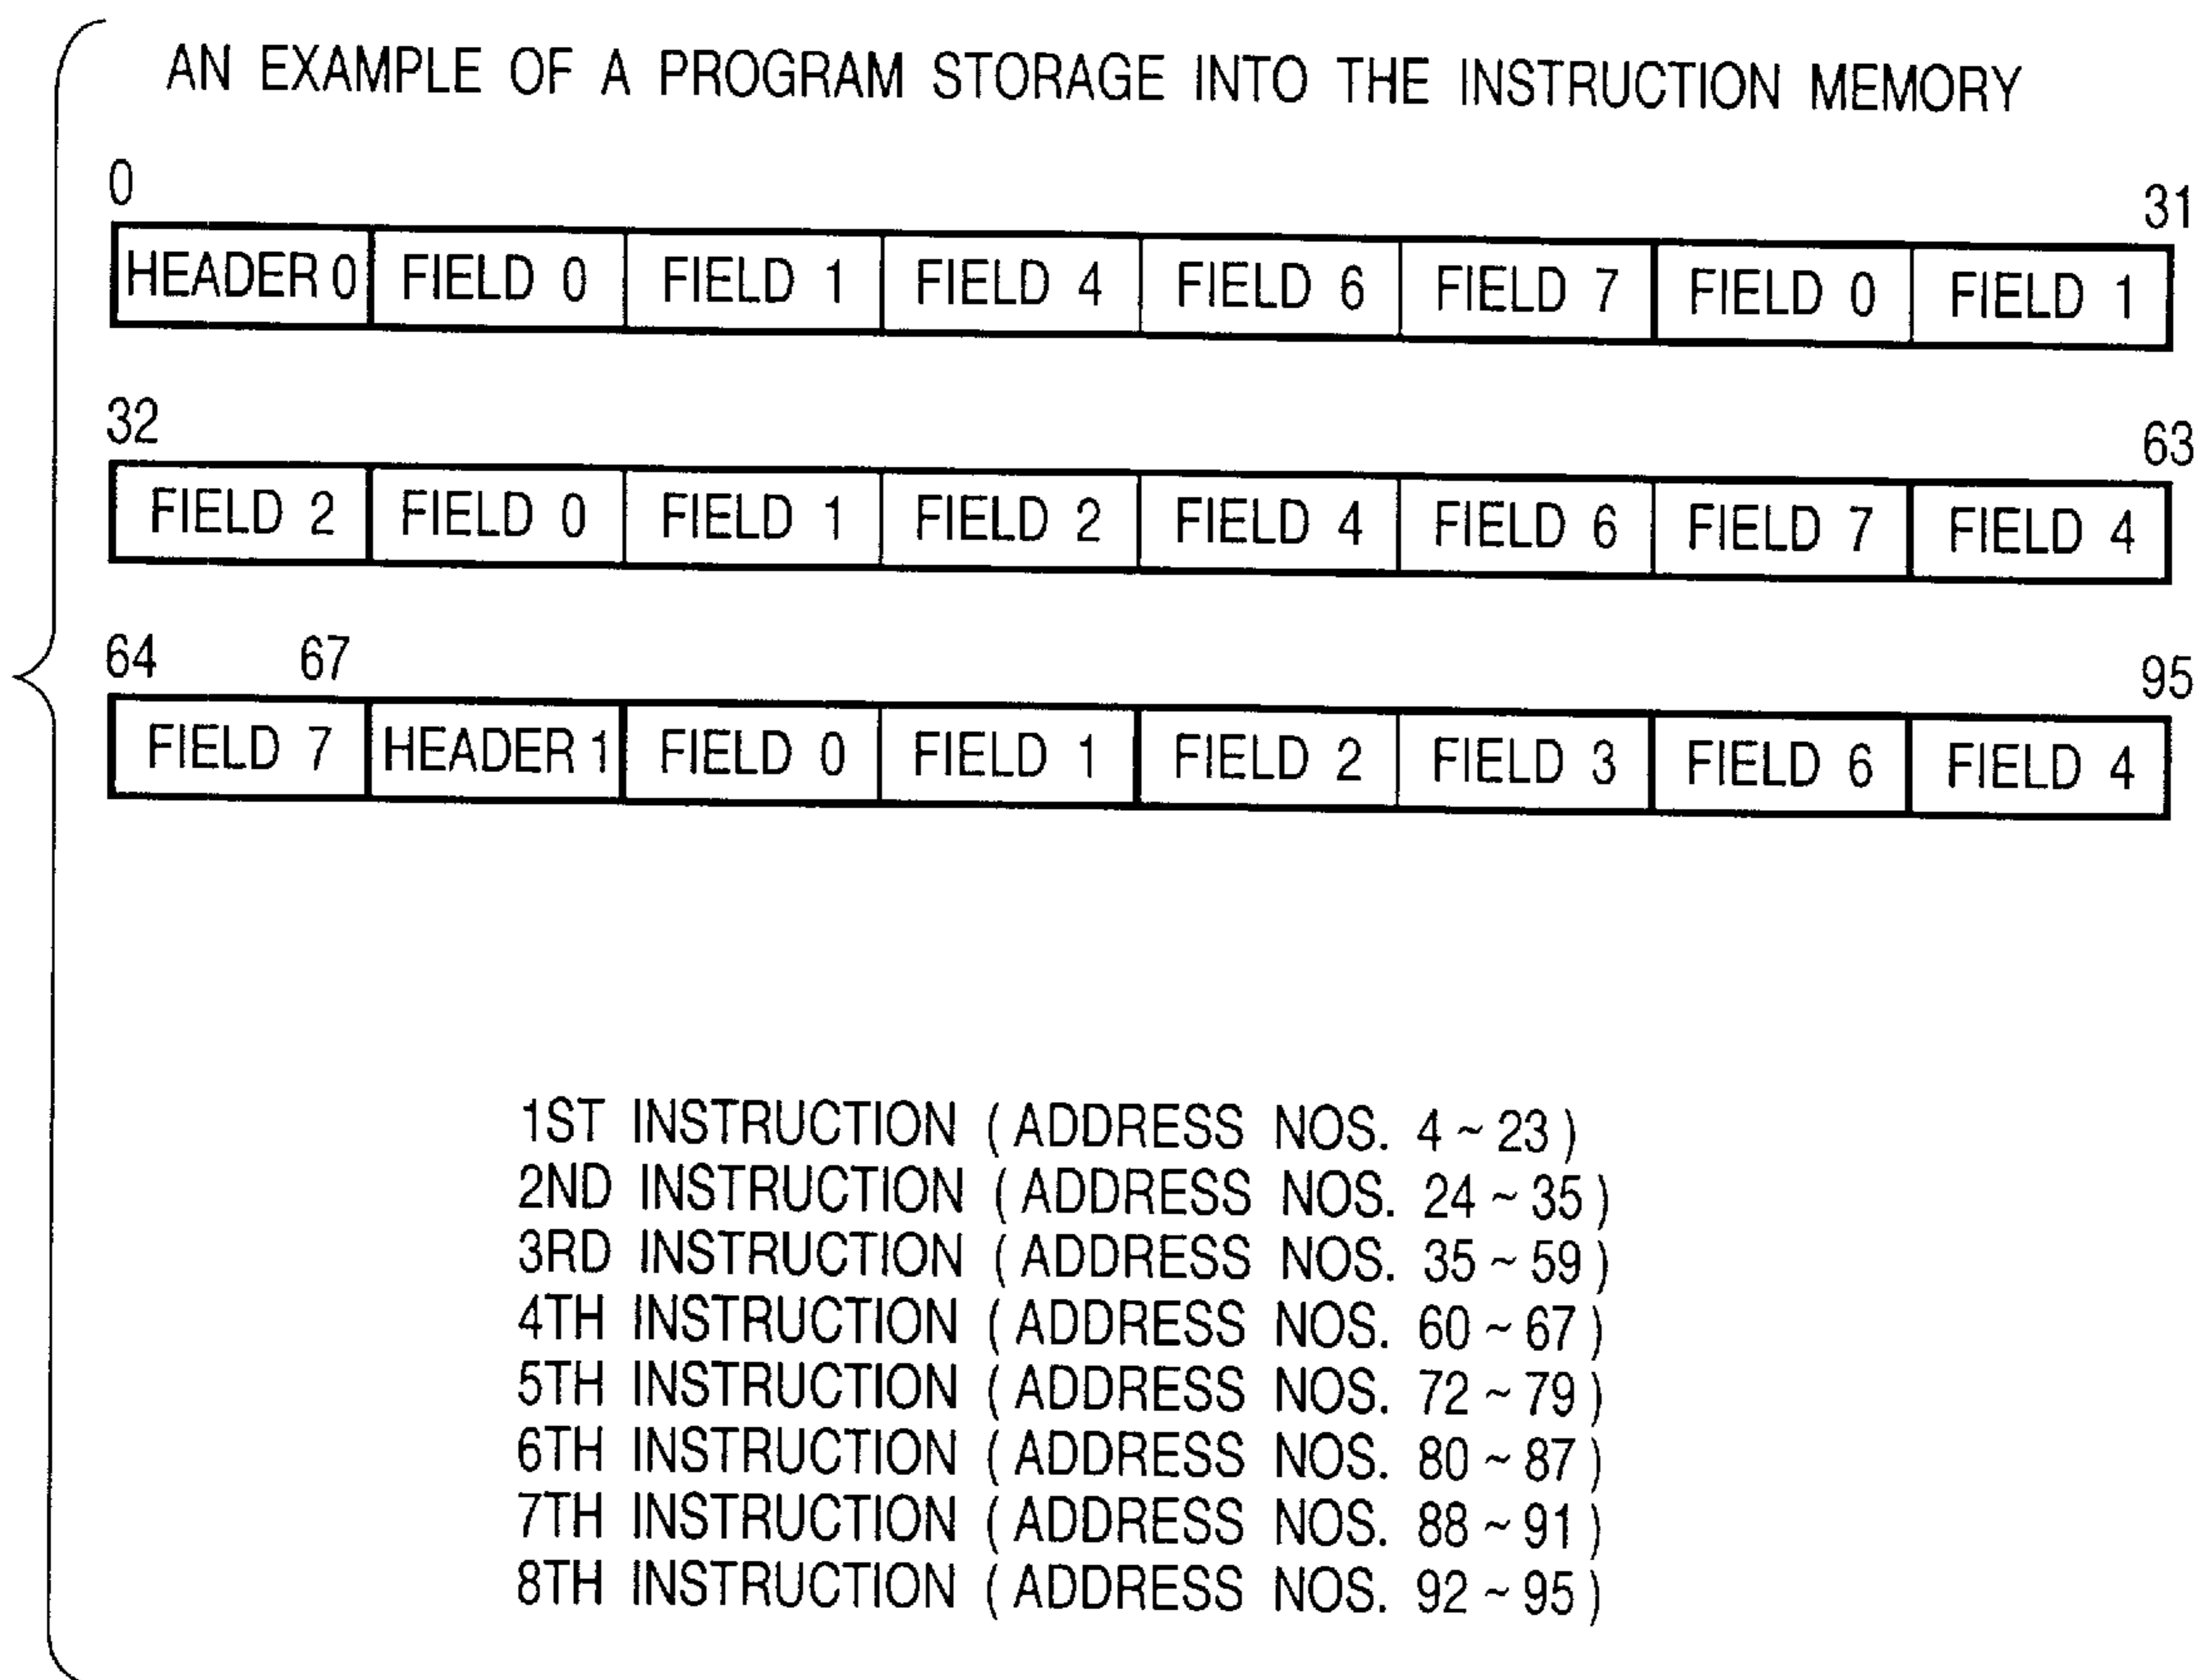 AN EXAMPLE OF A PROGRAM STORAGE INTO THE INSTRUCTION MEMORY
0 31
HEADER 0 FIELD 0 FIELD 1 FIELD 4 FIELD 6 FIELD 7 FIELD 0 FIELD 1
32 63
FIELD 2 FIELD 0 FIELD 1 FIELD 2 FIELD 4 FIELD 6 FIELD 7 FIELD 4
64 67 95
FIELD 7 HEADER 1 FIELD 0 FIELD 1 FIELD 2 FIELD 3 FIELD 6 FIELD 4
1ST INSTRUCTION (ADDRESS NOS. 4 ~ 23)
2ND INSTRUCTION (ADDRESS NOS. 24 ~ 35)
3RD INSTRUCTION (ADDRESS NOS. 35 ~ 59)
4TH INSTRUCTION (ADDRESS NOS. 60 ~ 67)
5TH INSTRUCTION (ADDRESS NOS. 72 ~ 79)
6TH INSTRUCTION (ADDRESS NOS. 80 ~ 87)
7TH INSTRUCTION (ADDRESS NOS. 88 ~ 91)
8TH INSTRUCTION (ADDRESS NOS. 92 ~ 95)